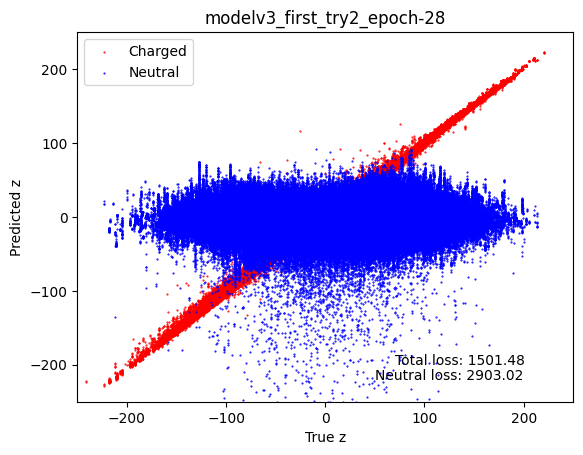 modelv3_first_try2_epoch-28
Charged
Neutral
200
100
0
−100
−200
Predicted z
Total loss: 1501.48
Neutral loss: 2903.02
−200
−100
0
100
200
True z